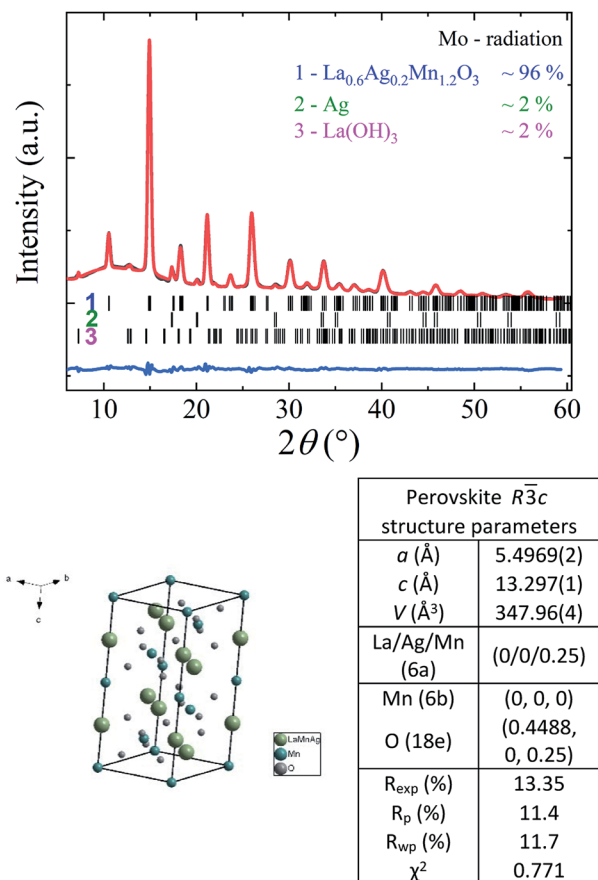 Mo - radiation
1 - La0.6Ag0.2Mn1.2O3 ~ 96 %
2 - Ag ~ 2 %
3 - La(OH)3 ~ 2 %
Intensity (a.u.)
1
2
3
10 20 30 40 50 60
2θ (°)
a b
c
LaMnAg
Mn
O
Perovskite R3̅c
structure parameters
a (Å) 5.4969(2)
c (Å) 13.297(1)
V (Å³) 347.96(4)
La/Ag/Mn (0/0/0.25)
(6a)
Mn (6b) (0, 0, 0)
O (18e) (0.4488,
0, 0.25)
Rexp (%) 13.35
Rp (%) 11.4
Rwp (%) 11.7
χ² 0.771